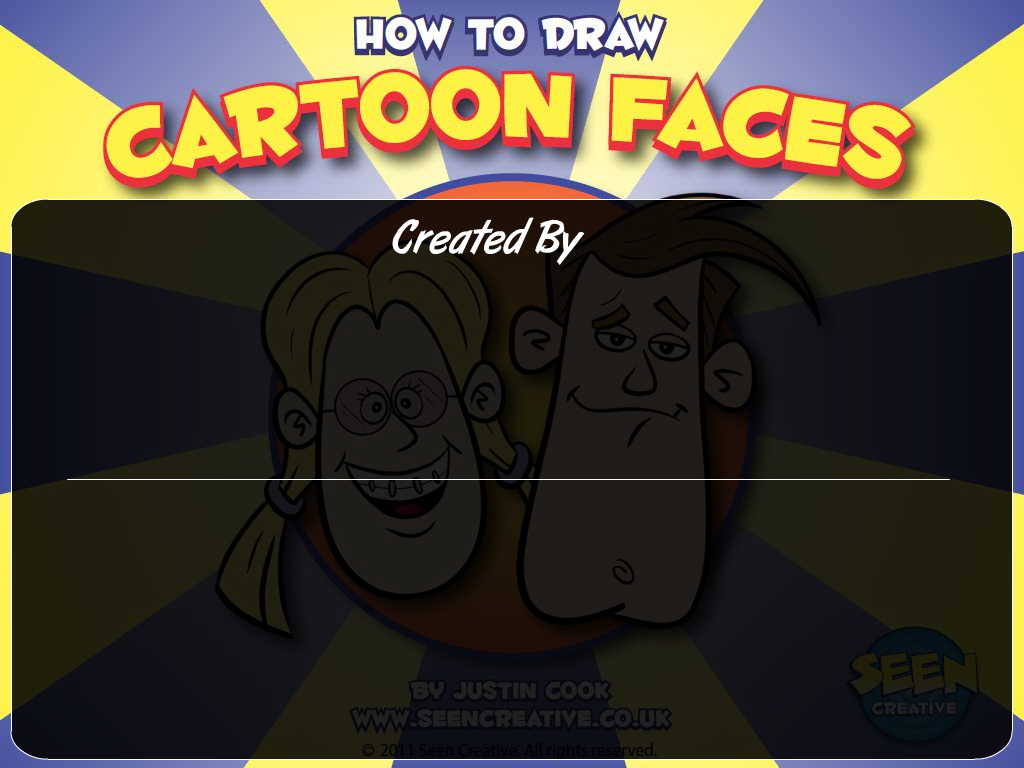 HOW TO DRAW
CARTOON FACES
Created By
BY JUSTIN COOK
WWW.SEENCREATIVE.CO.UK
© 2011 Seen Creative. All rights reserved.
SEEN
CREATIVE